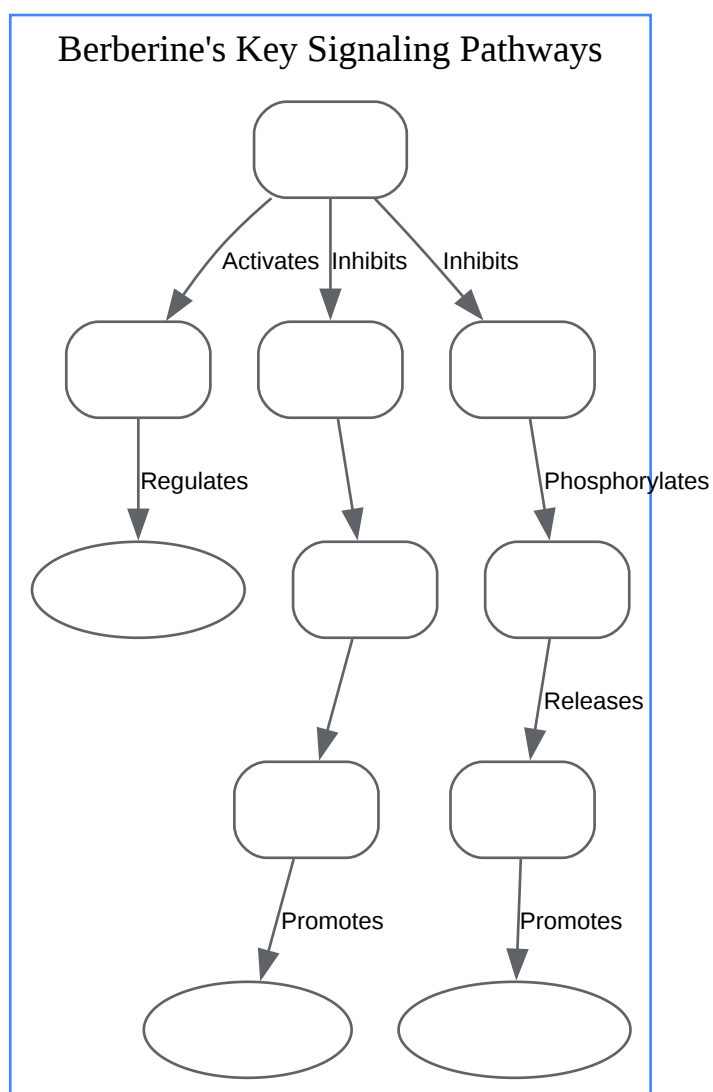 Berberine's Key Signaling Pathways
Activates
Inhibits
Inhibits
Regulates
Phosphorylates
Releases
Promotes
Promotes